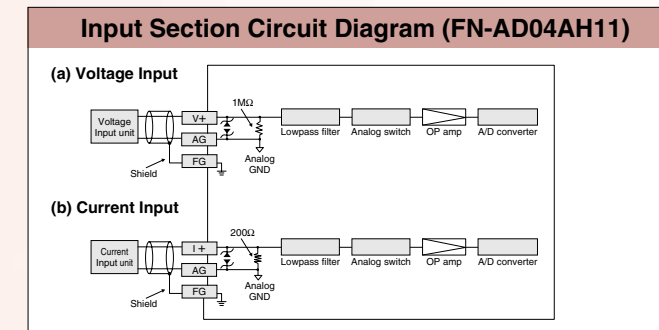 Input Section Circuit Diagram (FN-AD04AH11)
(a) Voltage Input
Voltage
Input unit
Shield
V+
AG
FG
1MΩ
Analog
GND
Lowpass filter
Analog switch
OP amp
A/D converter
(b) Current Input
Current
Input unit
Shield
I +
AG
FG
200Ω
Analog
GND
Lowpass filter
Analog switch
OP amp
A/D converter